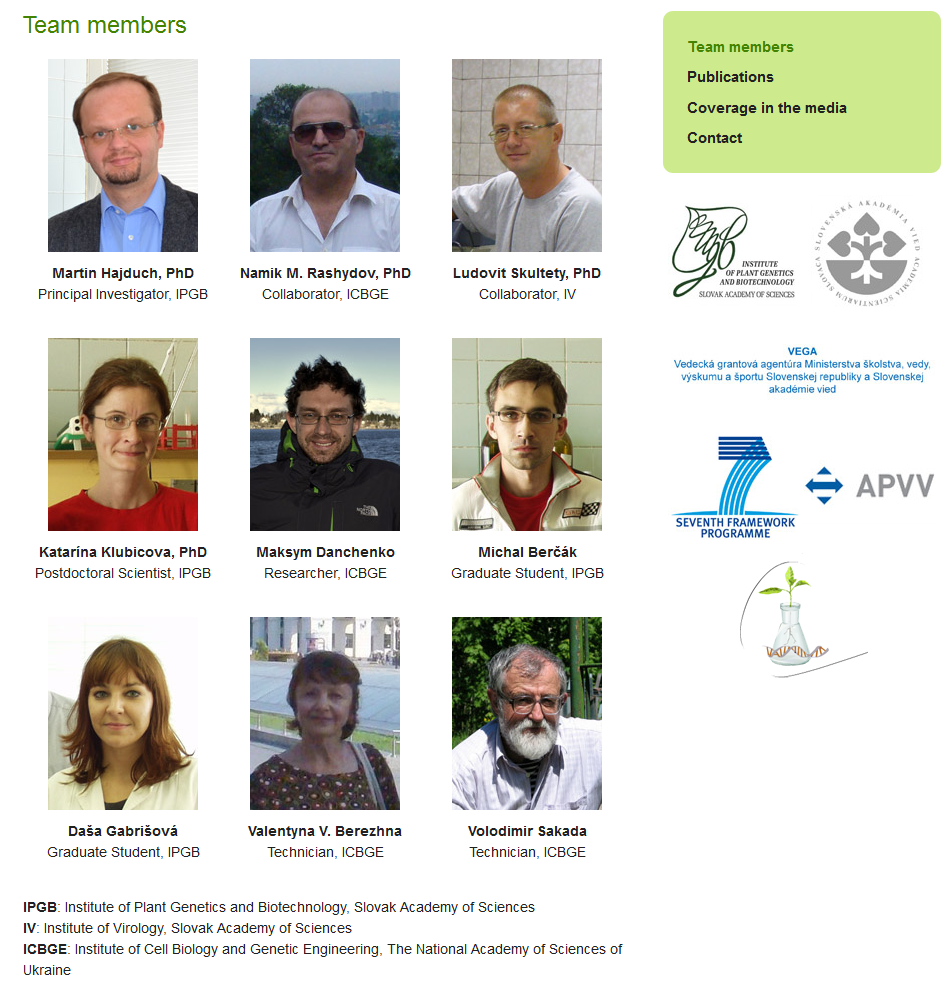 Team members
Martin Hajduch, PhD
Principal Investigator, IPGB
Namik M. Rashydov, PhD
Collaborator, ICBGE
Ludovit Skultety, PhD
Collaborator, IV
Katarína Klubicova, PhD
Postdoctoral Scientist, IPGB
Maksym Danchenko
Researcher, ICBGE
Michal Berčák
Graduate Student, IPGB
Daša Gabrišová
Graduate Student, IPGB
Valentyna V. Berezhna
Technician, ICBGE
Volodimir Sakada
Technician, ICBGE
IPGB: Institute of Plant Genetics and Biotechnology, Slovak Academy of Sciences
IV: Institute of Virology, Slovak Academy of Sciences
ICBGE: Institute of Cell Biology and Genetic Engineering, The National Academy of Sciences of
Ukraine
Team members
Publications
Coverage in the media
Contact
INSTITUTE
OF PLANT GENETICS
AND BIOTECHNOLOGY
SLOVAK ACADEMY OF SCIENCES
SLOVENSKÁ AKADÉMIA VIED ACADEMIA SCIENTIARUM SLOVACA
VEGA
Vedecká grantová agentúra Ministerstva školstva, vedy,
výskumu a športu Slovenskej republiky a Slovenskej
akadémie vied
7
SEVENTH FRAMEWORK
PROGRAMME
APVV